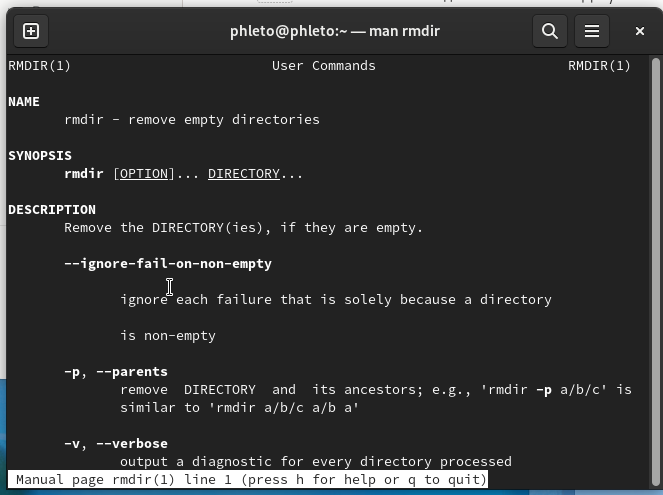 phleto@phleto:~ — man rmdir
RMDIR(1) User Commands RMDIR(1)
NAME
rmdir - remove empty directories
SYNOPSIS
rmdir [OPTION]... DIRECTORY...
DESCRIPTION
Remove the DIRECTORY(ies), if they are empty.
--ignore-fail-on-non-empty
ignore each failure that is solely because a directory
is non-empty
-p, --parents
remove DIRECTORY and its ancestors; e.g., 'rmdir -p a/b/c' is
similar to 'rmdir a/b/c a/b a'
-v, --verbose
output a diagnostic for every directory processed
Manual page rmdir(1) line 1 (press h for help or q to quit)